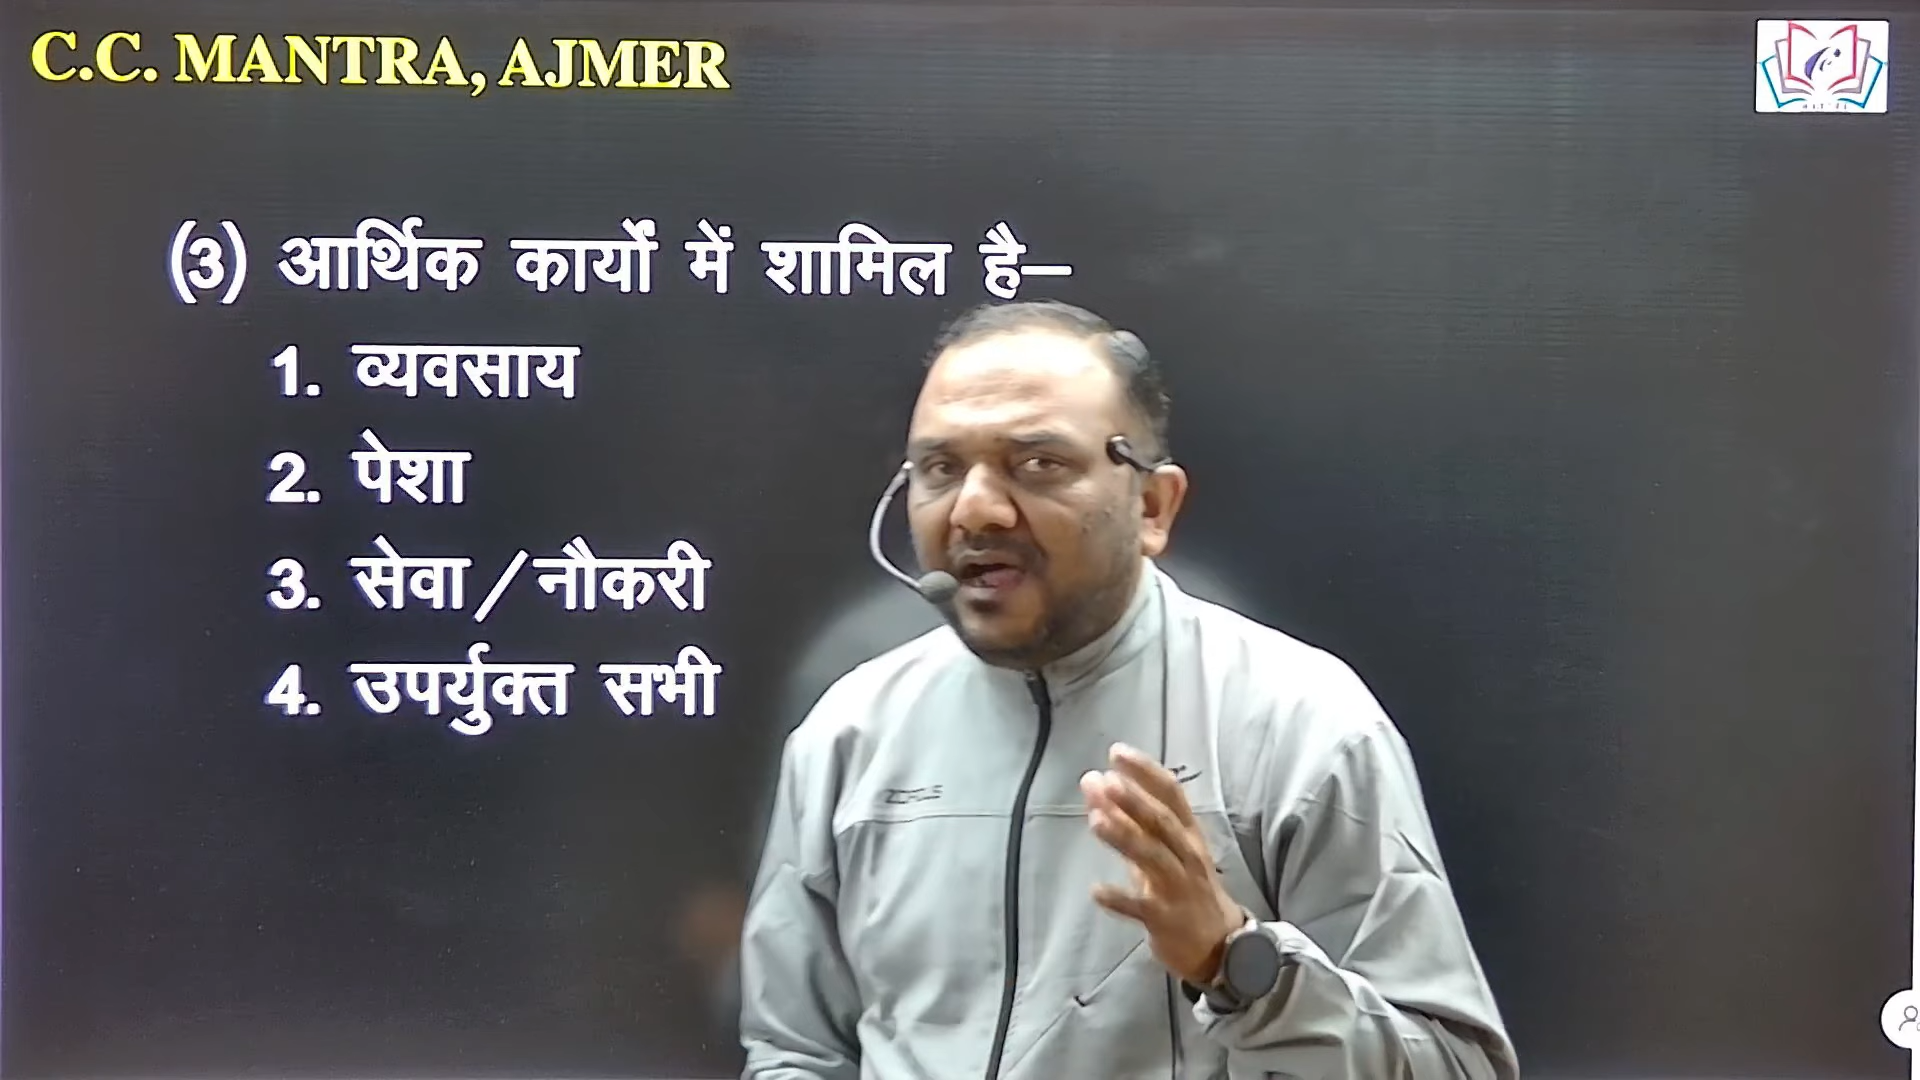 C.C. MANTRA, AJMER
(3) आर्थिक कार्यों में शामिल है–
1. व्यवसाय
2. पेशा
3. सेवा/नौकरी
4. उपर्युक्त सभी